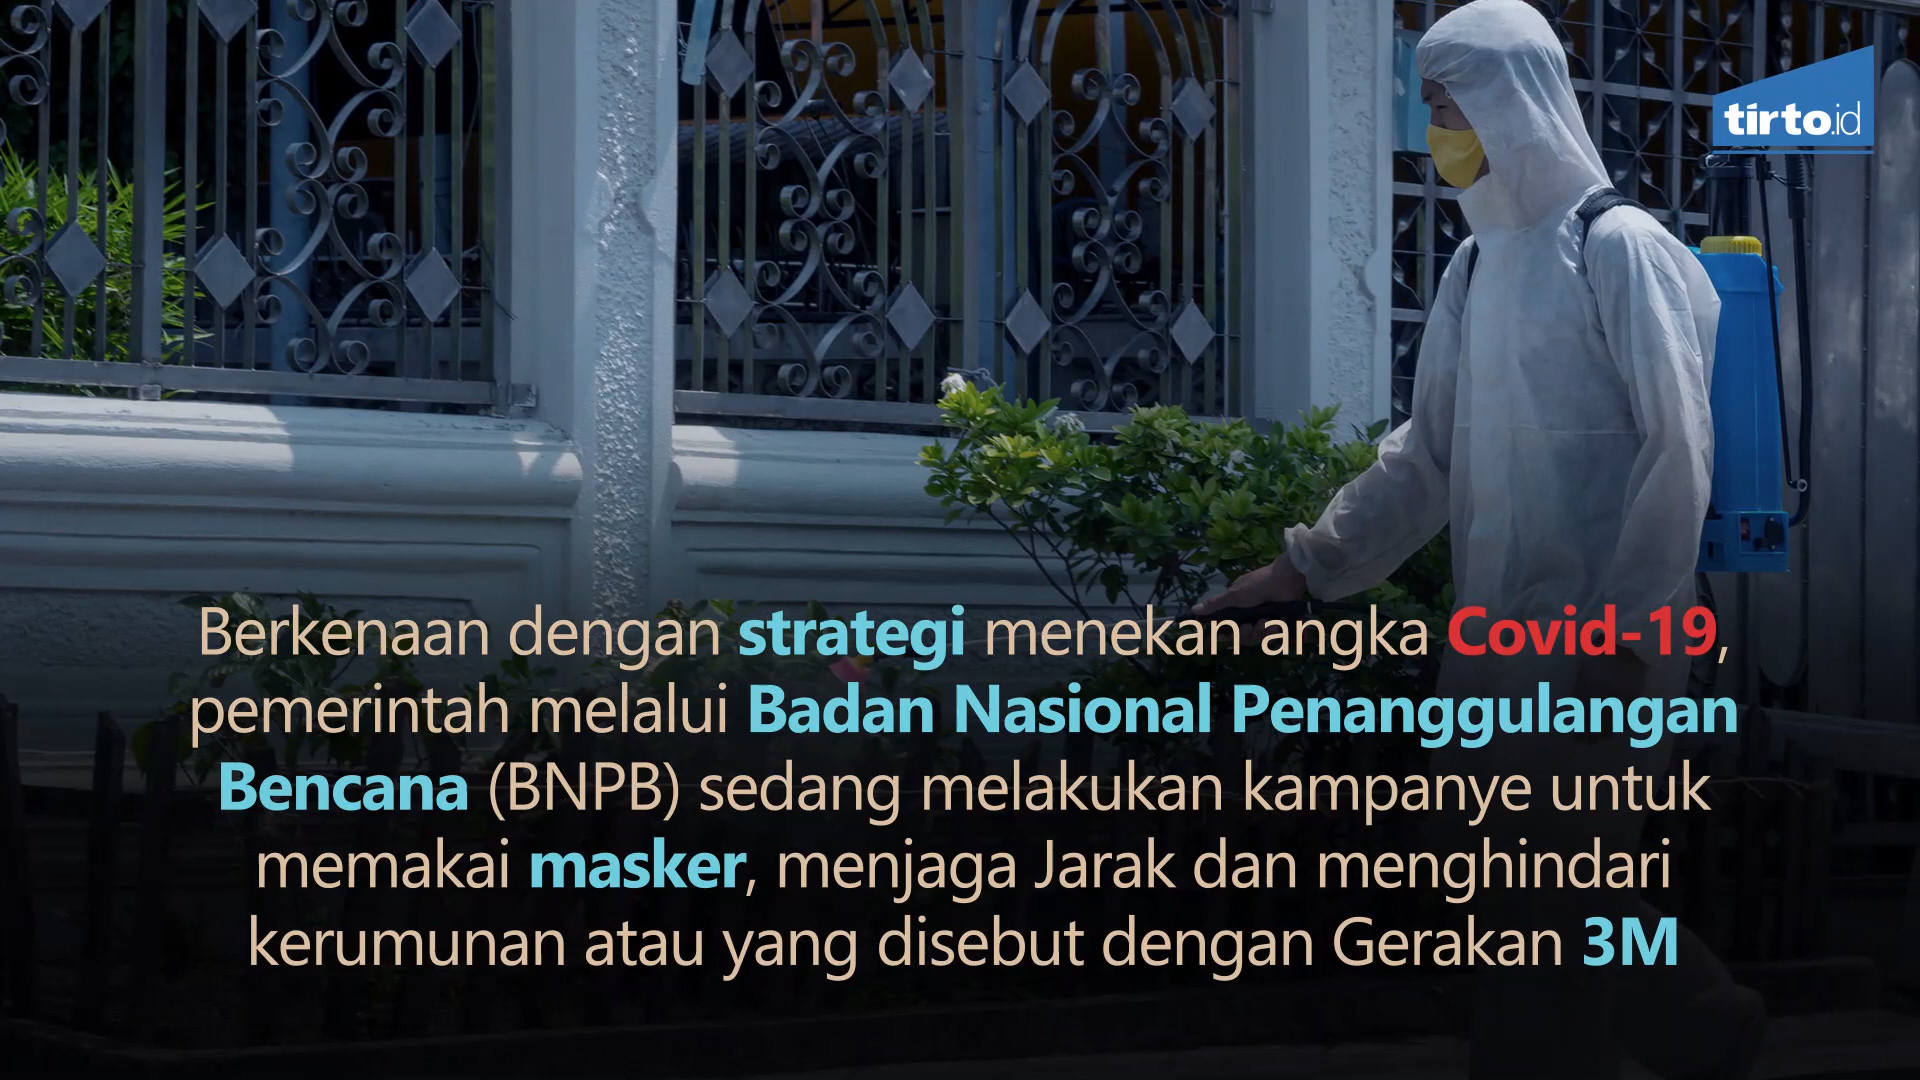 tirto.id
Berkenaan dengan strategi menekan angka Covid-19,
pemerintah melalui Badan Nasional Penanggulangan
Bencana (BNPB) sedang melakukan kampanye untuk
memakai masker, menjaga Jarak dan menghindari
kerumunan atau yang disebut dengan Gerakan 3M